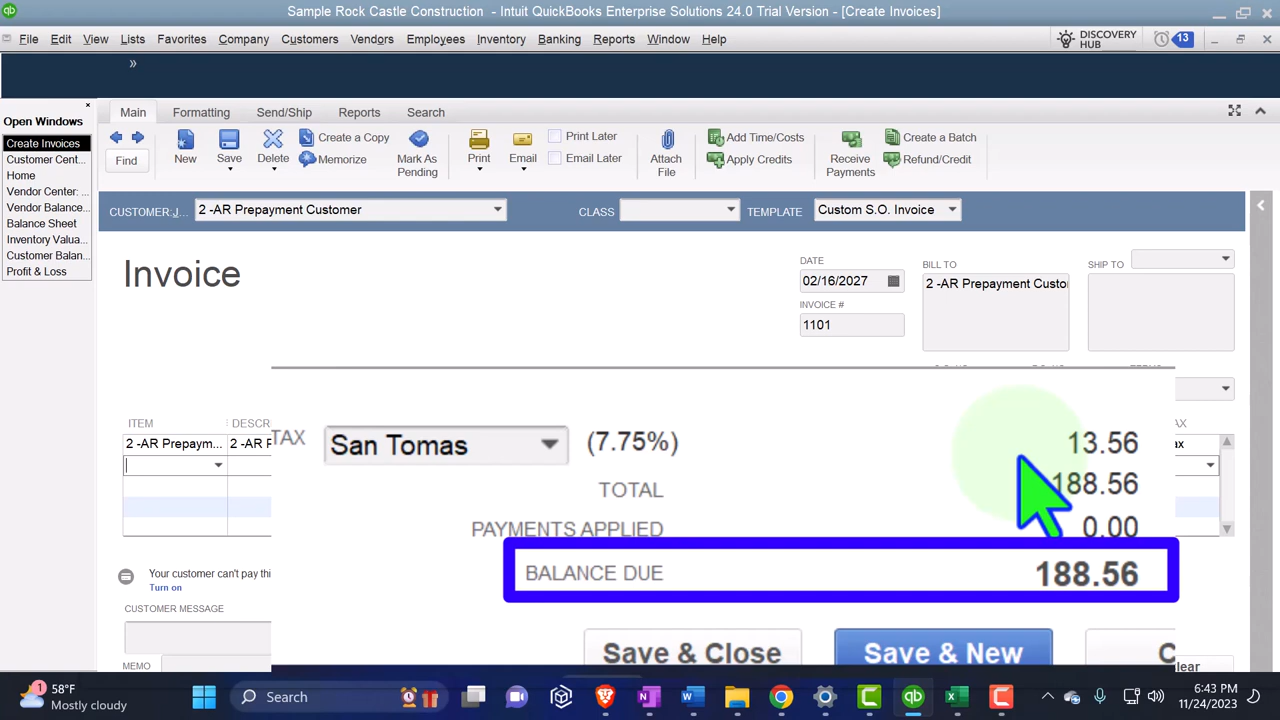 Sample Rock Castle Construction - Intuit QuickBooks Enterprise Solutions 24.0 Trial Version - [Create Invoices]
File Edit View Lists Favorites Company Customers Vendors Employees Inventory Banking Reports Window Help
DISCOVERY HUB 13
»
Open Windows
Create Invoices
Customer Cent...
Home
Vendor Center: ...
Vendor Balance...
Balance Sheet
Inventory Valua...
Customer Balan...
Profit & Loss
Main Formatting Send/Ship Reports Search
Find
New
Save
Delete
Create a Copy
Memorize
Mark As
Pending
Print
Email
Print Later
Email Later
Attach
File
Add Time/Costs
Apply Credits
Receive
Payments
Create a Batch
Refund/Credit
CUSTOMER:J... 2 -AR Prepayment Customer CLASS TEMPLATE Custom S.O. Invoice
Invoice
DATE
02/16/2027
INVOICE #
1101
BILL TO
2 -AR Prepayment Custo
SHIP TO
ITEM DESCR
2 -AR Prepaym... 2 -AR F
TAX San Tomas (7.75%) 13.56
TOTAL 188.56
PAYMENTS APPLIED 0.00
BALANCE DUE 188.56
Save & Close Save & New
Your customer can't pay thi
Turn on
CUSTOMER MESSAGE
MEMO
1
58°F
Mostly cloudy
Search
6:43 PM
11/24/2023